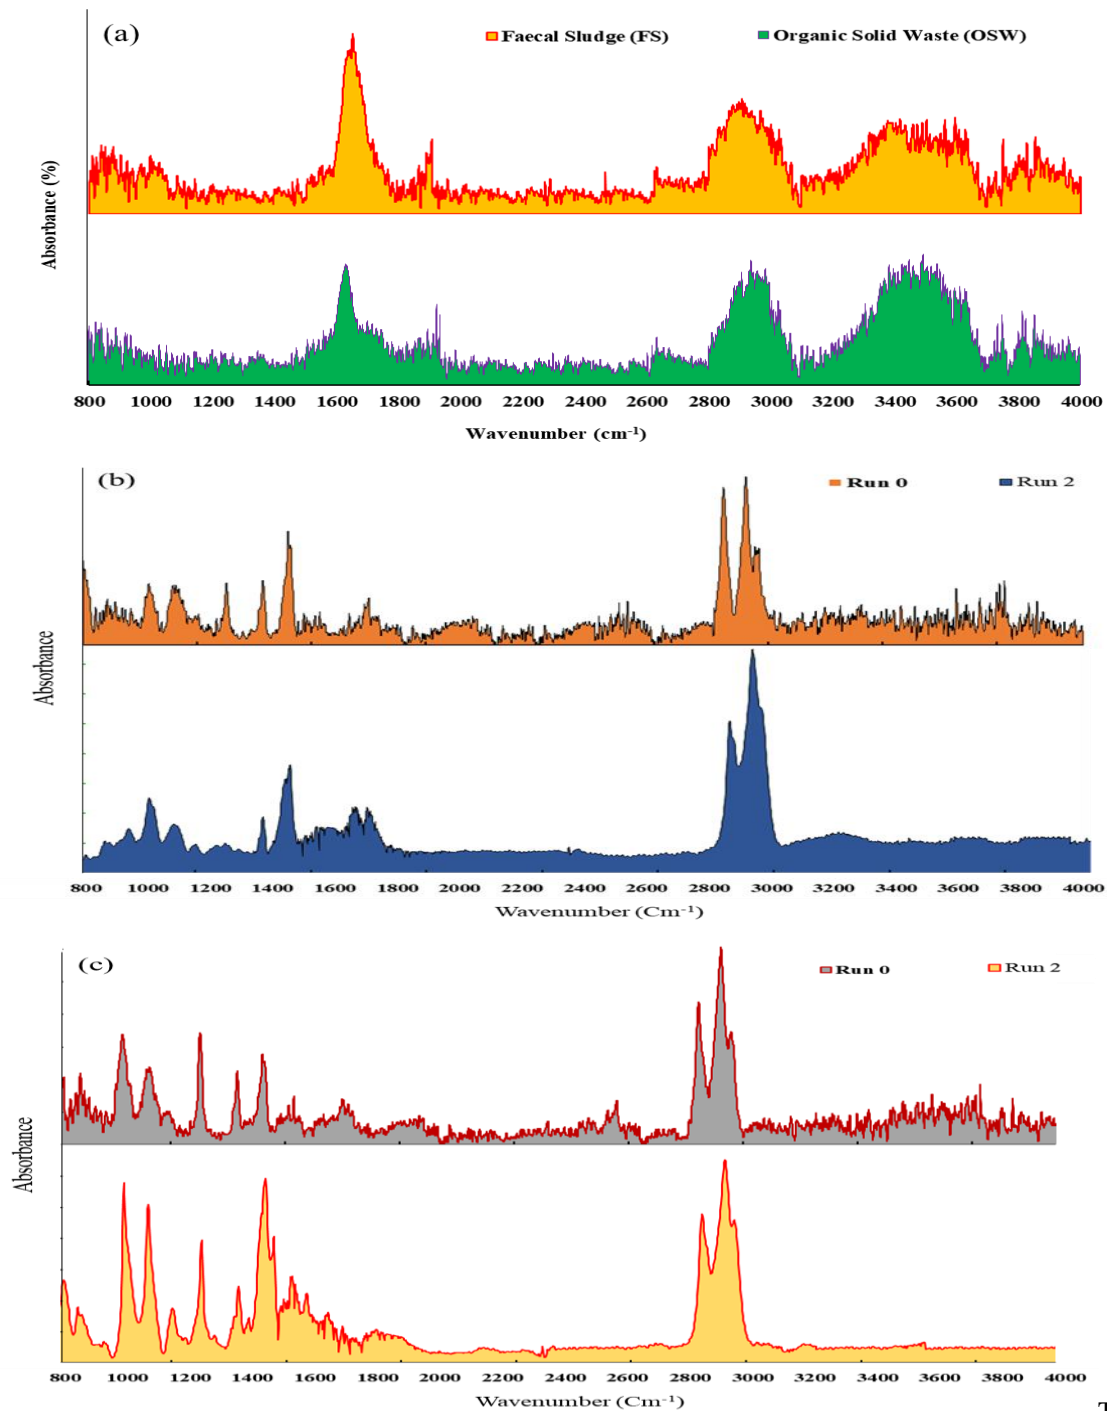 (a)
Faecal Sludge (FS) Organic Solid Waste (OSW)
Absorbance (%)
800 1000 1200 1400 1600 1800 2000 2200 2400 2600 2800 3000 3200 3400 3600 3800 4000
Wavenumber (cm-1)
(b)
Run 0 Run 2
Absorbance
800 1000 1200 1400 1600 1800 2000 2200 2400 2600 2800 3000 3200 3400 3600 3800 4000
Wavenumber (Cm-1)
(c)
Run 0 Run 2
Absorbance
800 1000 1200 1400 1600 1800 2000 2200 2400 2600 2800 3000 3200 3400 3600 3800 4000
Wavenumber (Cm-1)